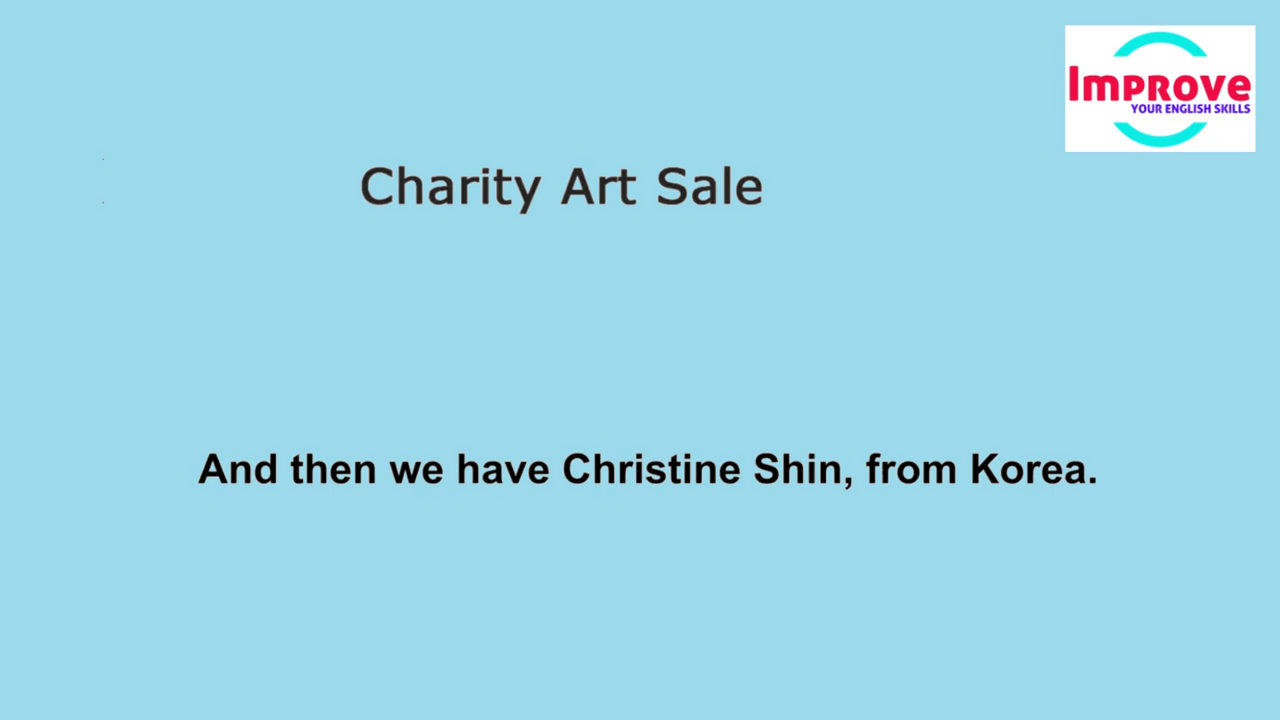 Improve
YOUR ENGLISH SKILLS
Charity Art Sale
And then we have Christine Shin, from Korea.